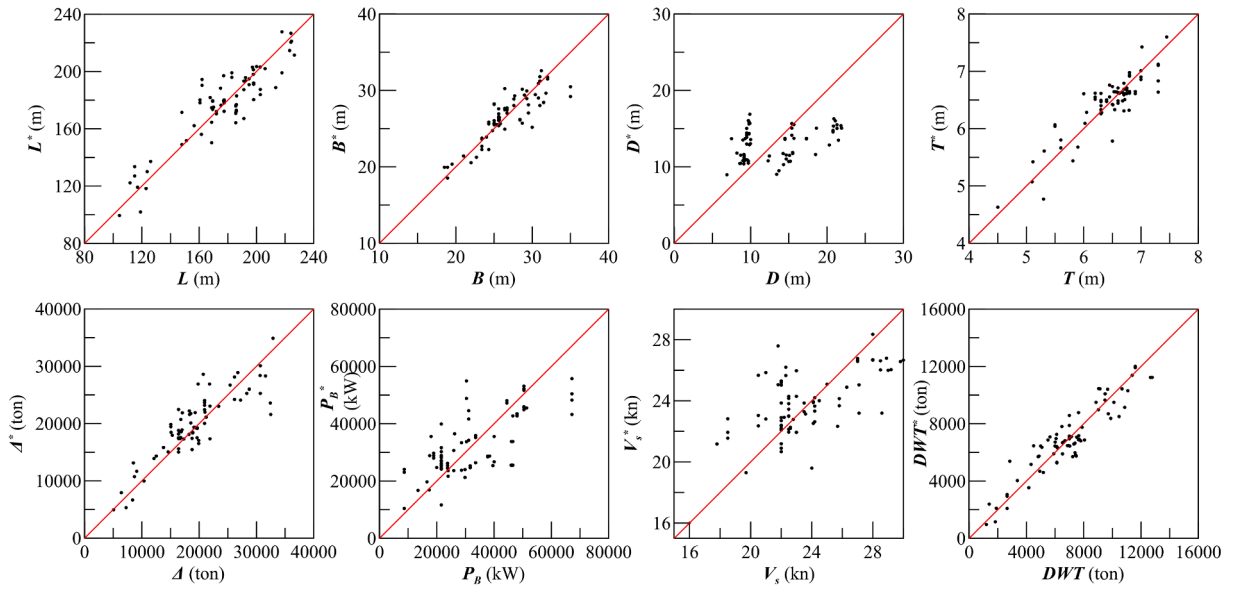 240
200
160
120
80
L* (m)
80 120 160 200 240
L (m)
40
30
20
10
B* (m)
10 20 30 40
B (m)
30
20
10
0
D* (m)
0 10 20 30
D (m)
8
7
6
5
4
T* (m)
4 5 6 7 8
T (m)
40000
30000
20000
10000
0
Δ* (ton)
0 10000 20000 30000 40000
Δ (ton)
80000
60000
40000
20000
0
P_B*
(kW)
0 20000 40000 60000 80000
P_B (kW)
28
24
20
16
V_s* (kn)
16 20 24 28
V_s (kn)
16000
12000
8000
4000
0
DWT* (ton)
0 4000 8000 12000 16000
DWT (ton)